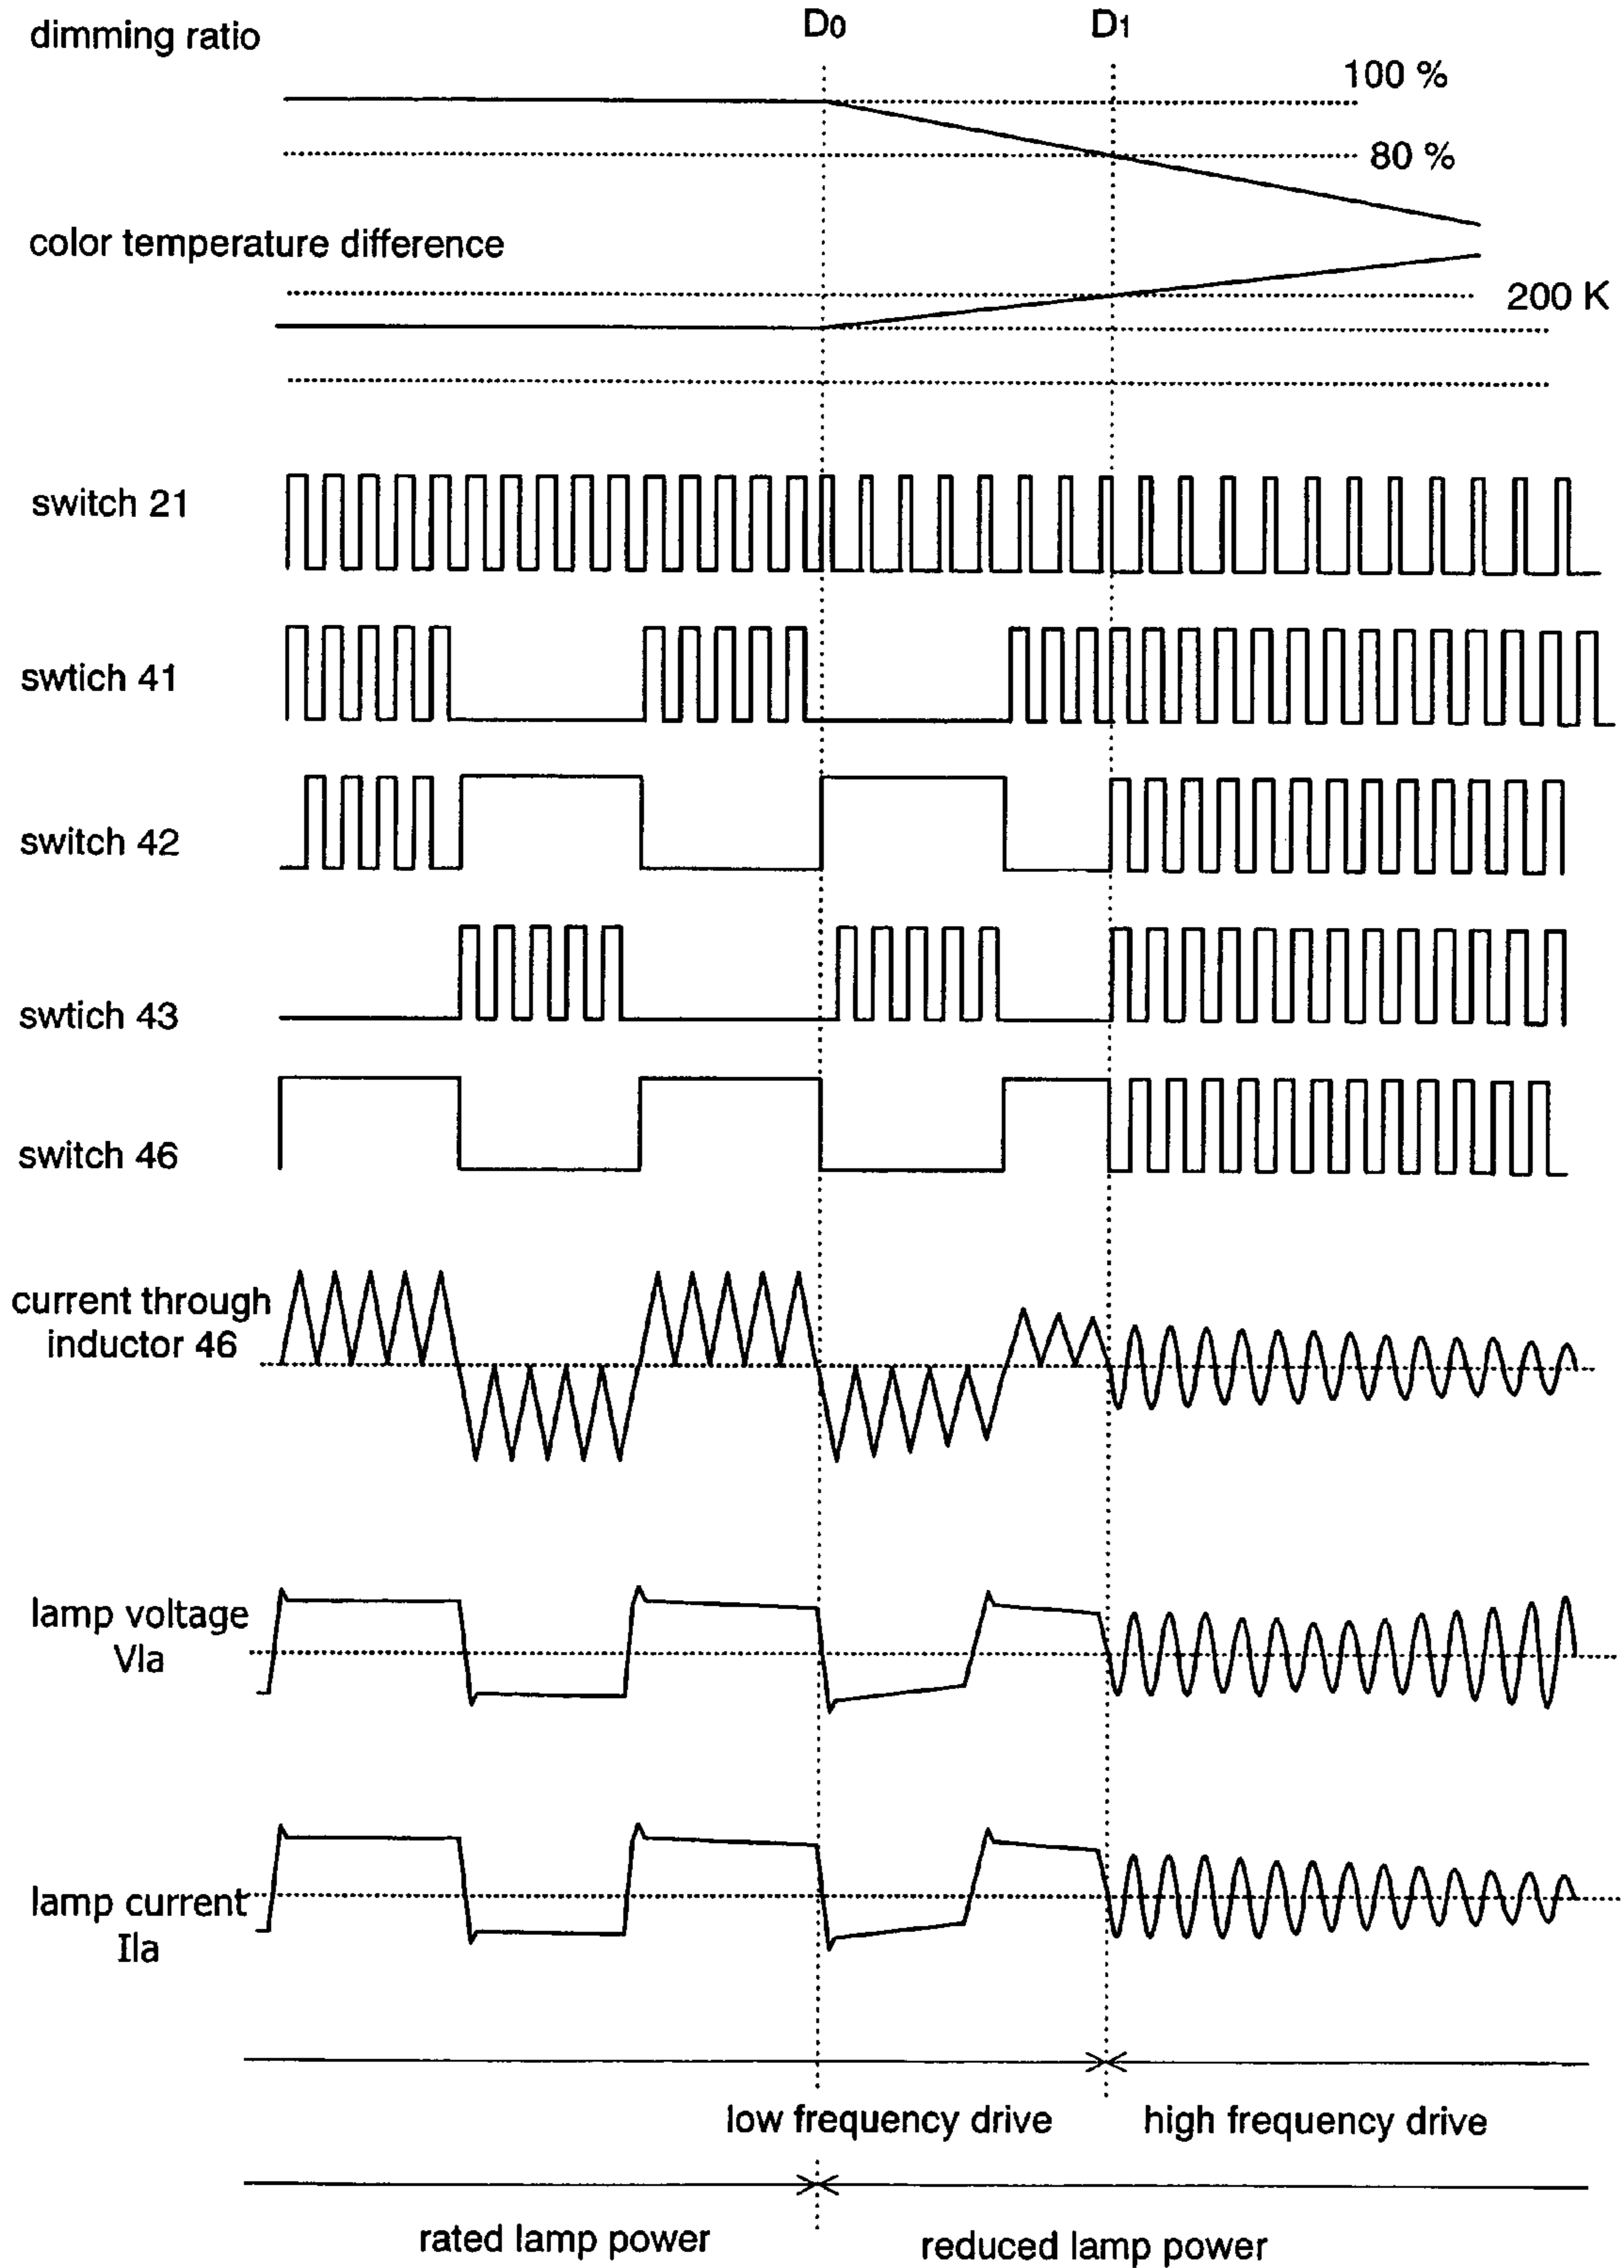 dimming ratio
D0
D1
100 %
80 %
color temperature difference
200 K
switch 21
swtich 41
switch 42
swtich 43
switch 46
current through
inductor 46
lamp voltage
Vla
lamp current
Ila
low frequency drive
high frequency drive
rated lamp power
reduced lamp power